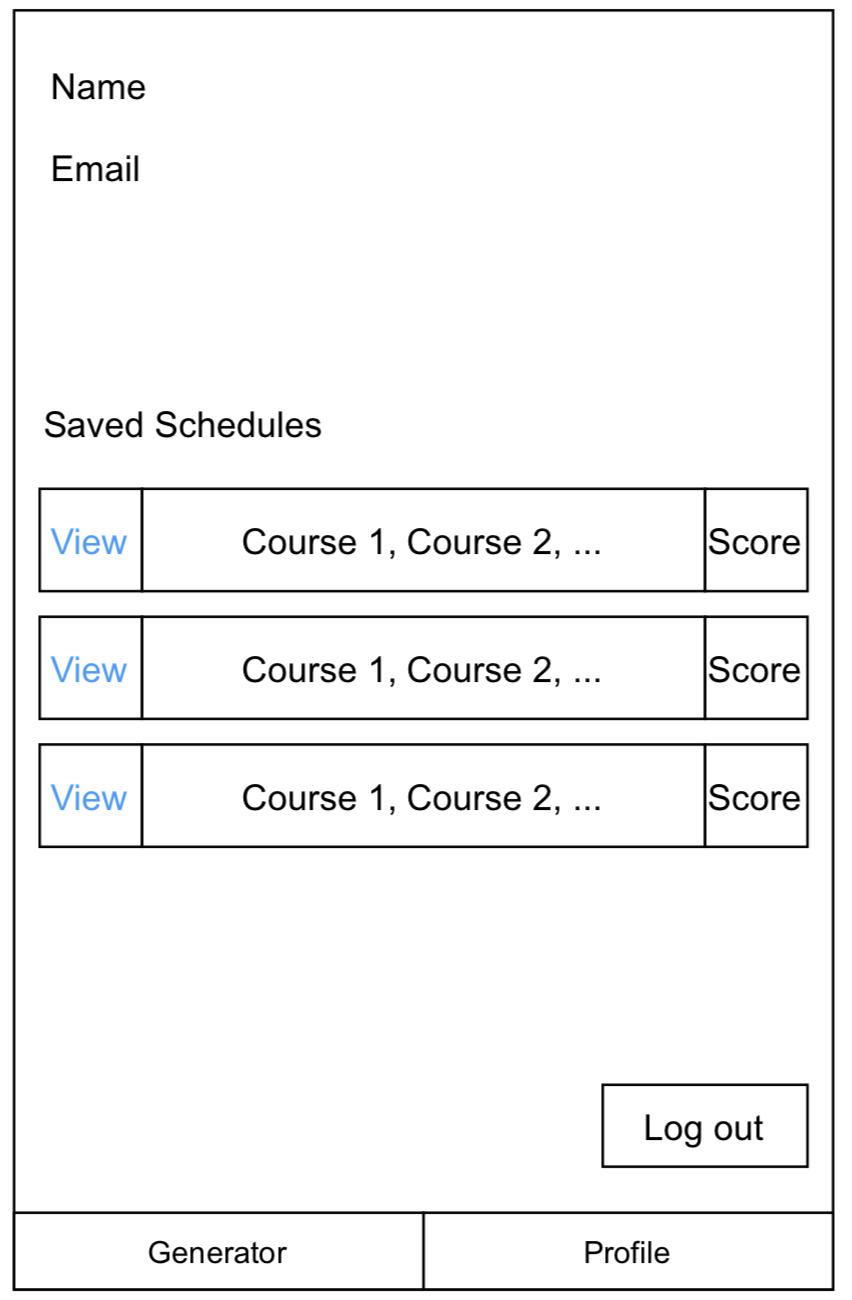 Name
Email
Saved Schedules
View Course 1, Course 2, ... Score
View Course 1, Course 2, ... Score
View Course 1, Course 2, ... Score
Log out
Generator Profile